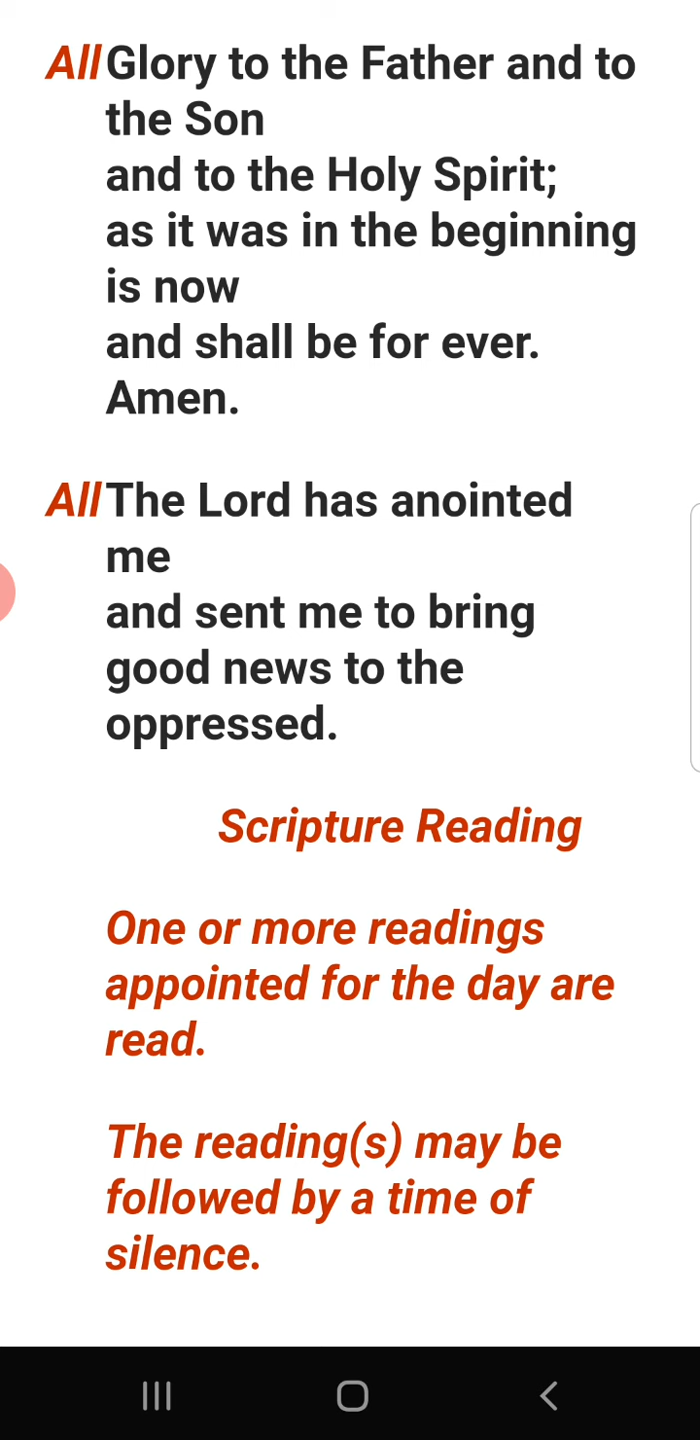 All Glory to the Father and to
the Son
and to the Holy Spirit;
as it was in the beginning
is now
and shall be for ever.
Amen.
All The Lord has anointed
me
and sent me to bring
good news to the
oppressed.
Scripture Reading
One or more readings
appointed for the day are
read.
The reading(s) may be
followed by a time of
silence.